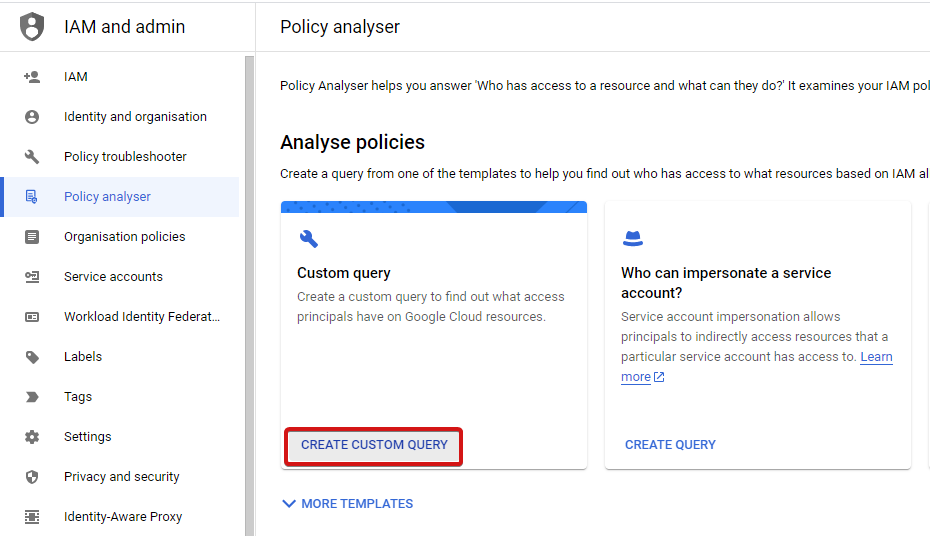 IAM and admin
Policy analyser
IAM
Identity and organisation
Policy troubleshooter
Policy analyser
Organisation policies
Service accounts
Workload Identity Federat...
Labels
Tags
Settings
Privacy and security
Identity-Aware Proxy
Policy Analyser helps you answer 'Who has access to a resource and what can they do?' It examines your IAM pol
Analyse policies
Create a query from one of the templates to help you find out who has access to what resources based on IAM al
Custom query
Create a custom query to find out what access
principals have on Google Cloud resources.
CREATE CUSTOM QUERY
Who can impersonate a service
account?
Service account impersonation allows
principals to indirectly access resources that a
particular service account has access to. Learn
more
CREATE QUERY
MORE TEMPLATES